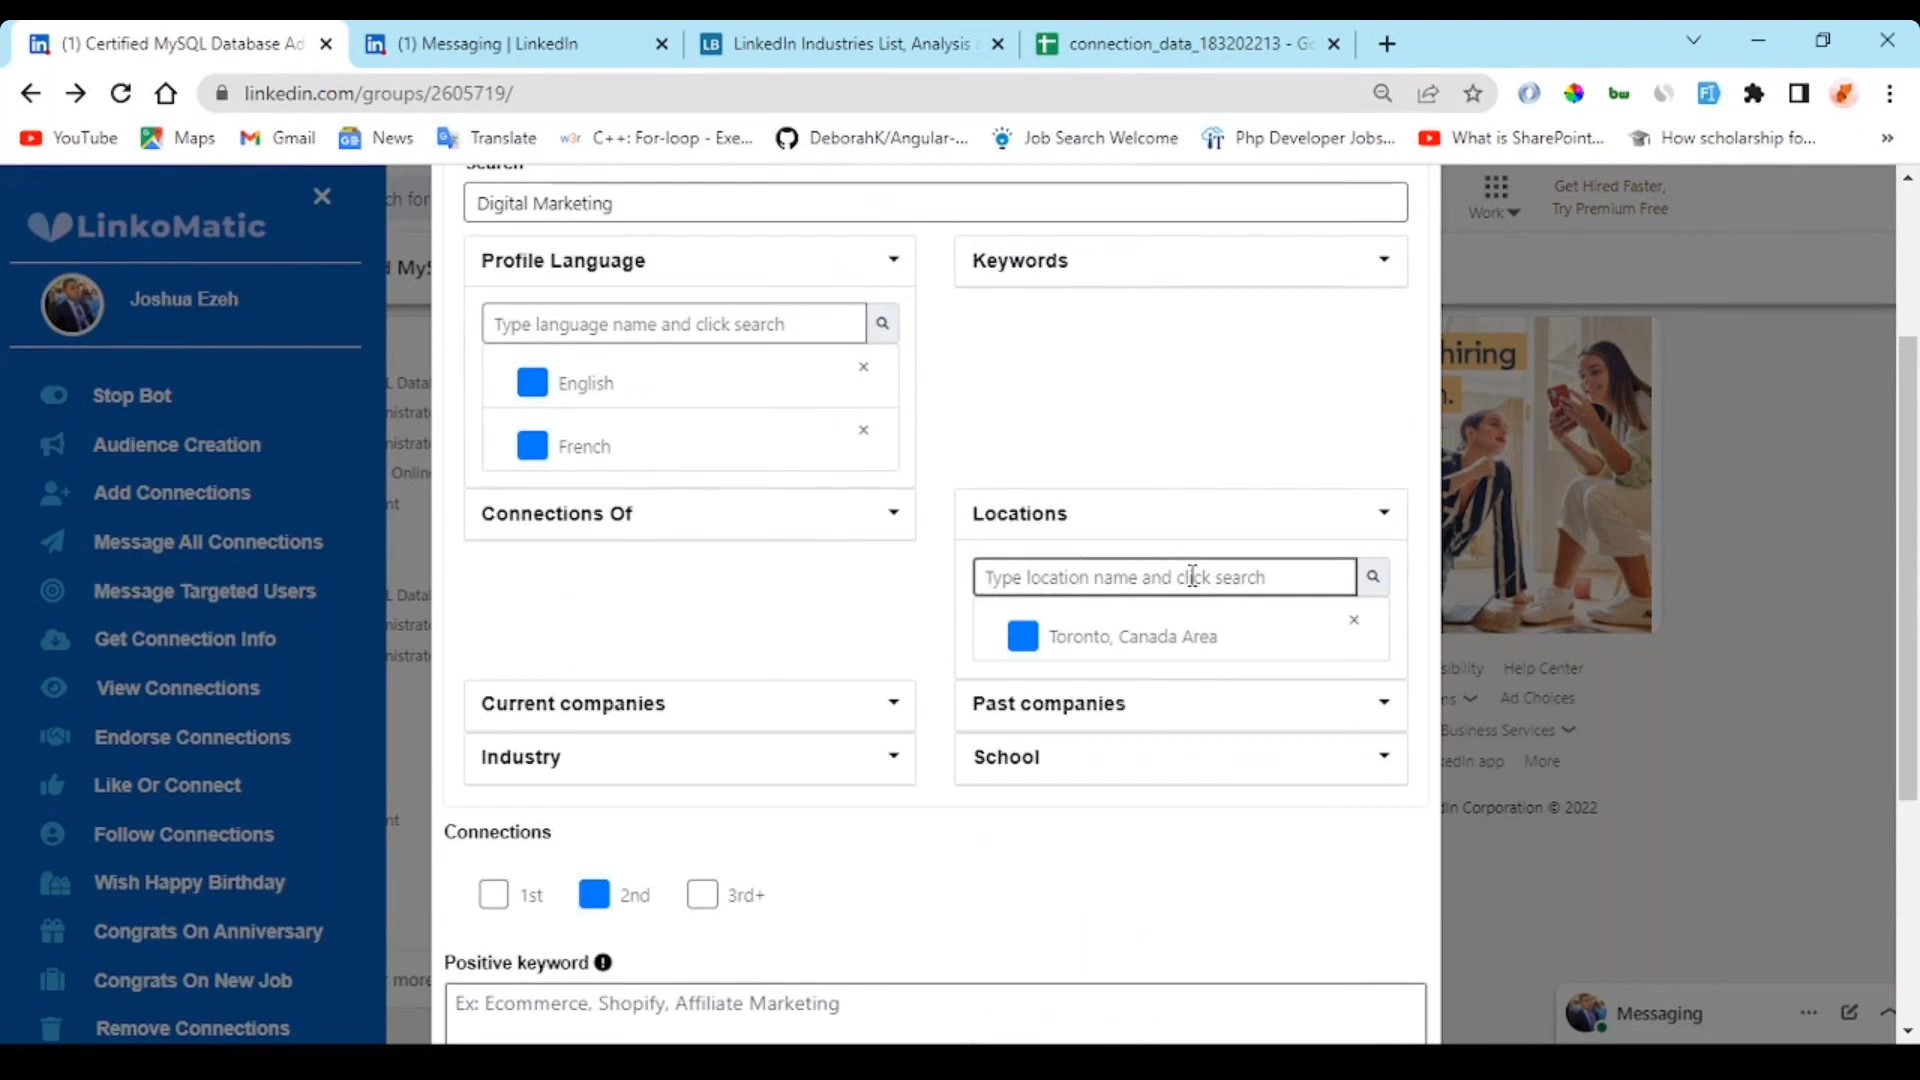 (1) Certified MySQL Database Ad
(1) Messaging | LinkedIn
LB LinkedIn Industries List, Analysis
connection_data_183202213 - Go
linkedin.com/groups/2605719/
bw
YouTube
Maps
Gmail
News
Translate
w3r C++: For-loop - Exe...
DeborahK/Angular-...
Job Search Welcome
Php Developer Jobs...
What is SharePoint...
How scholarship fo...
»
LinkoMatic
Joshua Ezeh
Stop Bot
Audience Creation
Add Connections
Message All Connections
Message Targeted Users
Get Connection Info
View Connections
Endorse Connections
Like Or Connect
Follow Connections
Wish Happy Birthday
Congrats On Anniversary
Congrats On New Job
Remove Connections
Search
Digital Marketing
Profile Language
Type language name and click search
English
French
Keywords
Connections Of
Locations
Type location name and click search
Toronto, Canada Area
Current companies
Past companies
Industry
School
Connections
1st
2nd
3rd+
Positive keyword
Ex: Ecommerce, Shopify, Affiliate Marketing
Work
Get Hired Faster,
Try Premium Free
hiring
Help Center
Ad Choices
Business Services
More
Corporation © 2022
Messaging